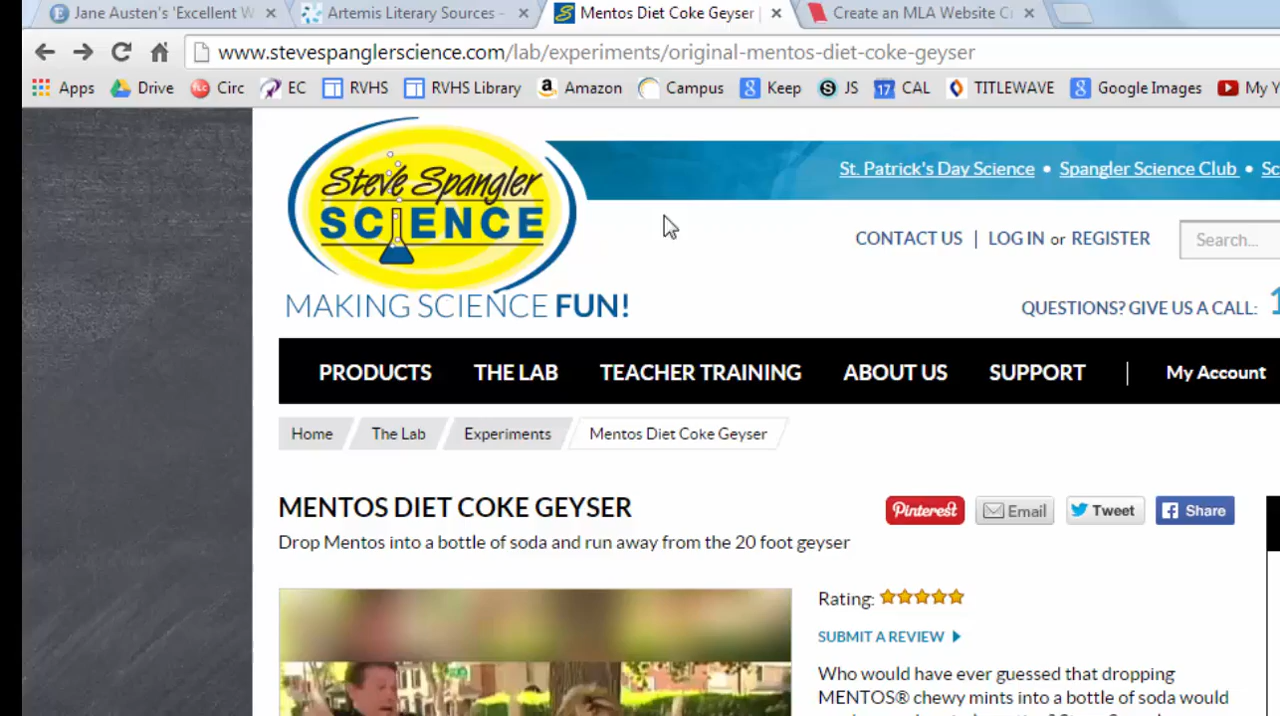 Jane Austen's 'Excellent W
Artemis Literary Sources -
Mentos Diet Coke Geyser |
Create an MLA Website Ci
www.stevespanglerscience.com/lab/experiments/original-mentos-diet-coke-geyser
Apps Drive Circ EC RVHS RVHS Library Amazon Campus Keep JS CAL TITLEWAVE Google Images My Y
Steve Spangler
SCIENCE
MAKING SCIENCE FUN!
St. Patrick's Day Science • Spangler Science Club • Sc
CONTACT US | LOG IN or REGISTER
Search...
QUESTIONS? GIVE US A CALL: 1
PRODUCTS THE LAB TEACHER TRAINING ABOUT US SUPPORT | My Account
Home The Lab Experiments Mentos Diet Coke Geyser
MENTOS DIET COKE GEYSER
Pinterest Email Tweet Share
Drop Mentos into a bottle of soda and run away from the 20 foot geyser
Rating:
SUBMIT A REVIEW
Who would have ever guessed that dropping
MENTOS® chewy mints into a bottle of soda would